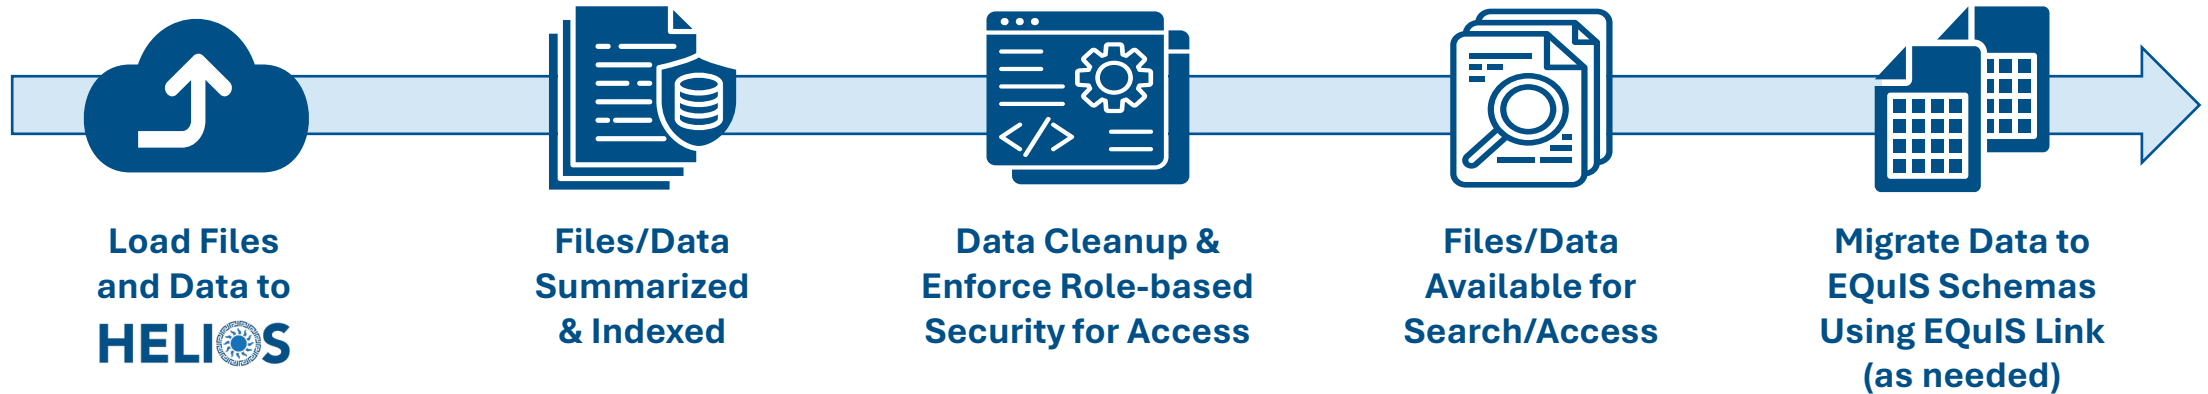 Load Files
and Data to
HELIOS
Files/Data
Summarized
& Indexed
Data Cleanup &
Enforce Role-based
Security for Access
Files/Data
Available for
Search/Access
Migrate Data to
EQuIS Schemas
Using EQuIS Link
(as needed)